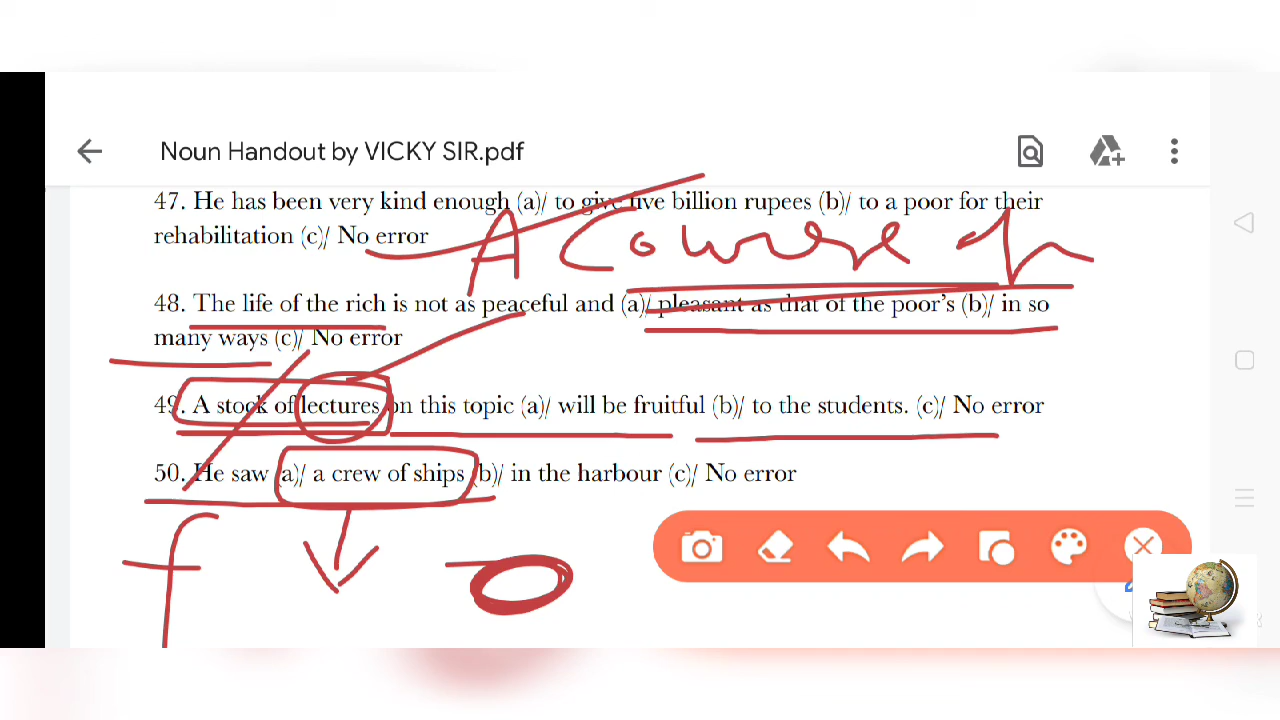 Noun Handout by VICKY SIR.pdf
47. He has been very kind enough (a)/ to give five billion rupees (b)/ to a poor for their
rehabilitation (c)/ No error
A Course of
48. The life of the rich is not as peaceful and (a)/ pleasant as that of the poor's (b)/ in so
many ways (c)/ No error
49. A stock of lectures on this topic (a)/ will be fruitful (b)/ to the students. (c)/ No error
50. He saw (a)/ a crew of ships (b)/ in the harbour (c)/ No error
f